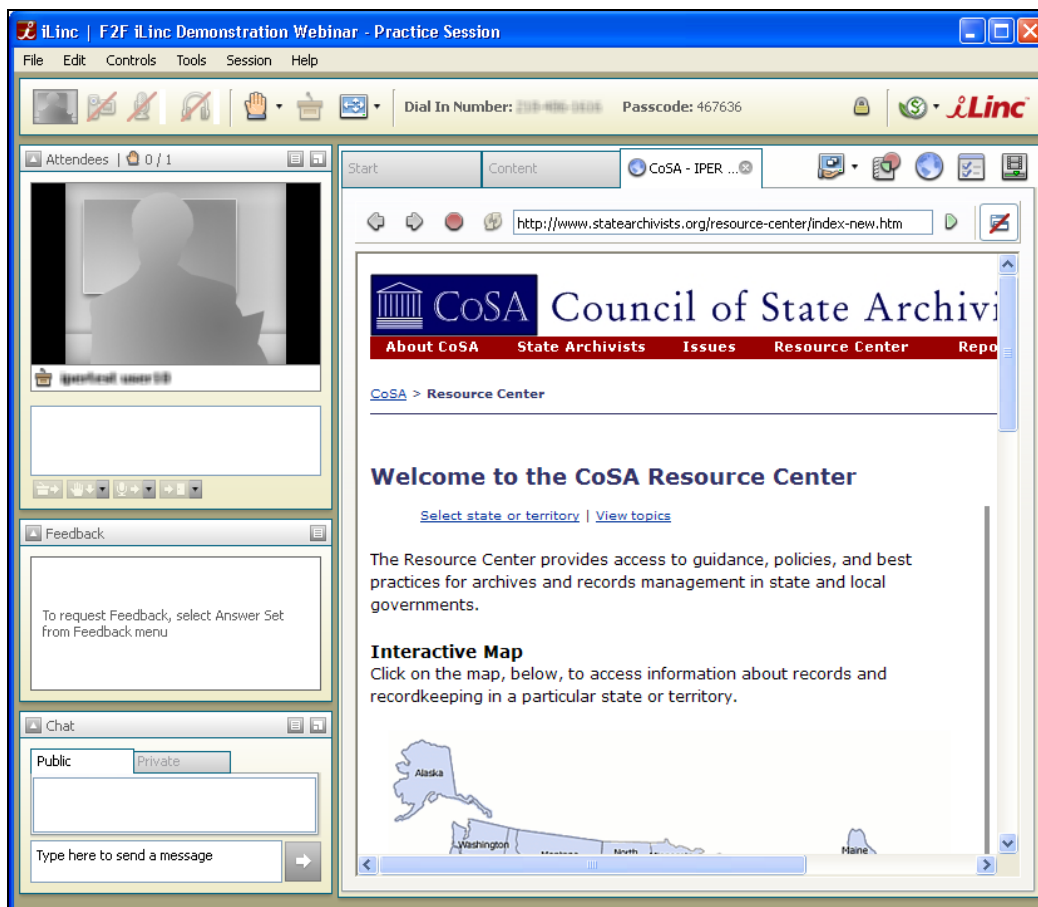 iLinc | F2F iLinc Demonstration Webinar - Practice Session
File Edit Controls Tools Session Help
Dial In Number: Passcode: 467636
iLinc
Attendees | 0 / 1
Feedback
To request Feedback, select Answer Set
from Feedback menu
Chat
Public Private
Type here to send a message
Start Content CoSA - IPER ...
http://www.statearchivists.org/resource-center/index-new.htm
CoSA Council of State Archivi
About CoSA State Archivists Issues Resource Center Repo
CoSA > Resource Center
Welcome to the CoSA Resource Center
Select state or territory | View topics
The Resource Center provides access to guidance, policies, and best
practices for archives and records management in state and local
governments.
Interactive Map
Click on the map, below, to access information about records and
recordkeeping in a particular state or territory.
Alaska
Washington
Montana
North
Maine